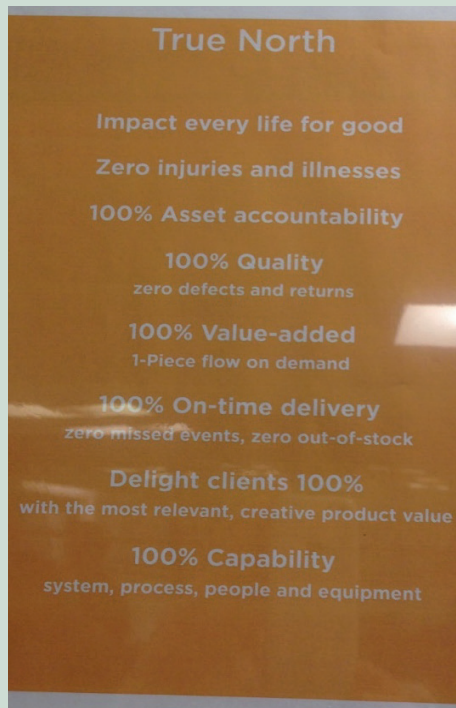 True North
Impact every life for good
Zero injuries and illnesses
100% Asset accountability
100% Quality
zero defects and returns
100% Value-added
1-Piece flow on demand
100% On-time delivery
zero missed events, zero out-of-stock
Delight clients 100%
with the most relevant, creative product value
100% Capability
system, process, people and equipment